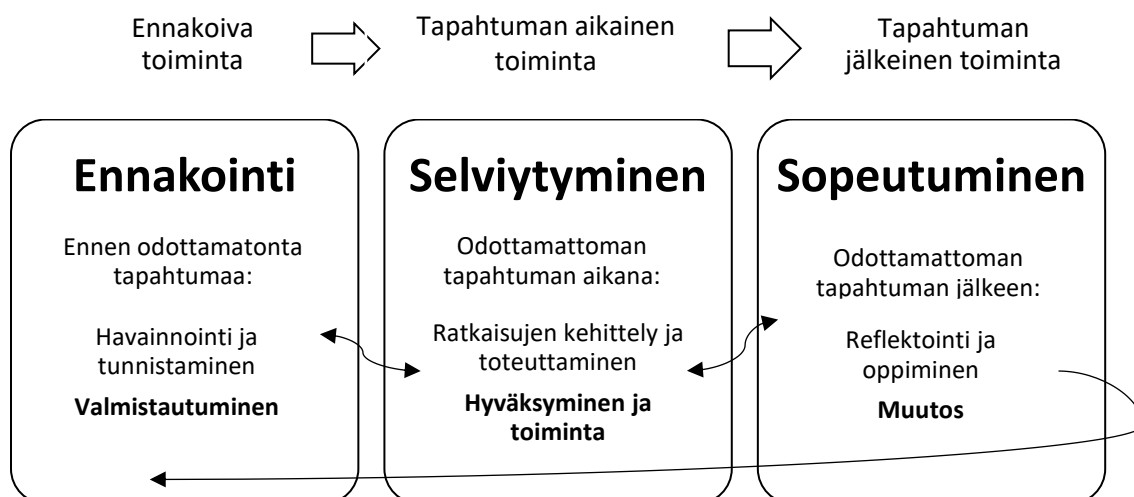 Ennakoiva
toiminta
Tapahtuman aikainen
toiminta
Tapahtuman
jälkeinen toiminta
Ennakointi
Ennen odottamatonta
tapahtumaa:
Havainnointi ja
tunnistaminen
Valmistautuminen
Selviytyminen
Odottamattoman
tapahtuman aikana:
Ratkaisujen kehittely ja
toteuttaminen
Hyväksyminen ja
toiminta
Sopeutuminen
Odottamattoman
tapahtuman jälkeen:
Reflektointi ja
oppiminen
Muutos